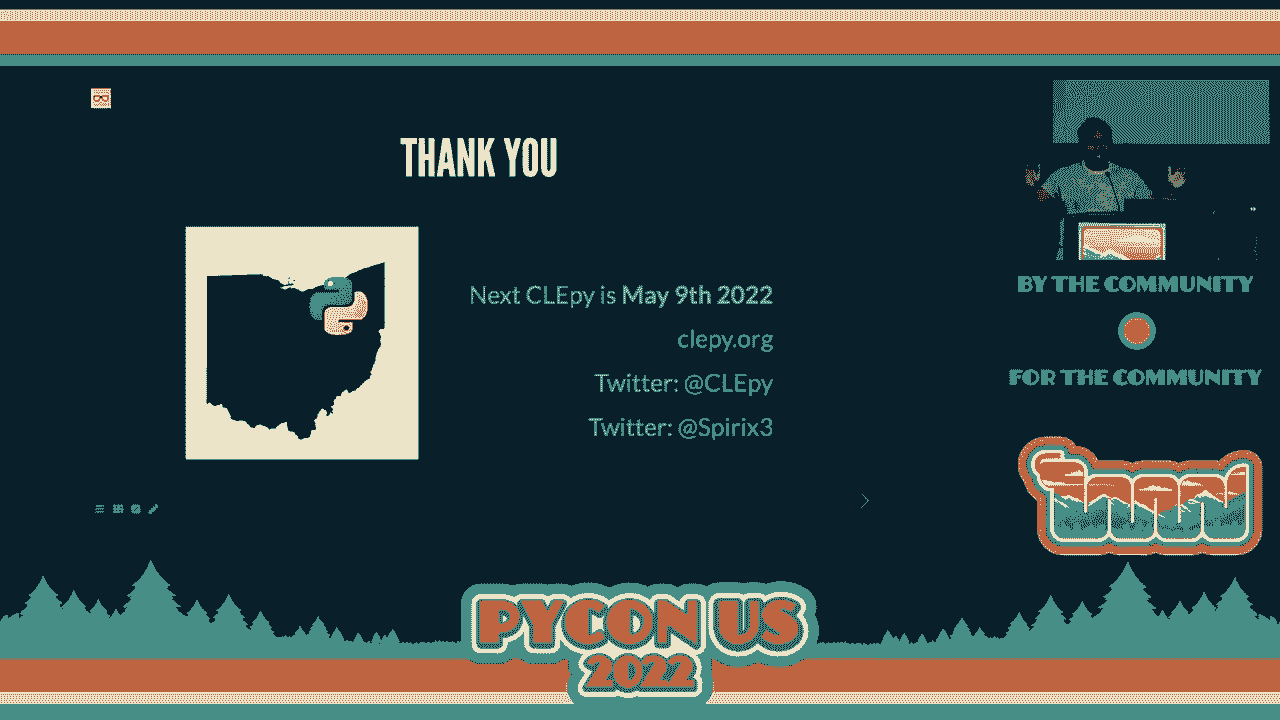 THANK YOU
Next CLEpy is May 9th 2022
clepy.org
Twitter: @CLEpy
Twitter: @Spirix3
BY THE COMMUNITY
FOR THE COMMUNITY
PYCON US
2022